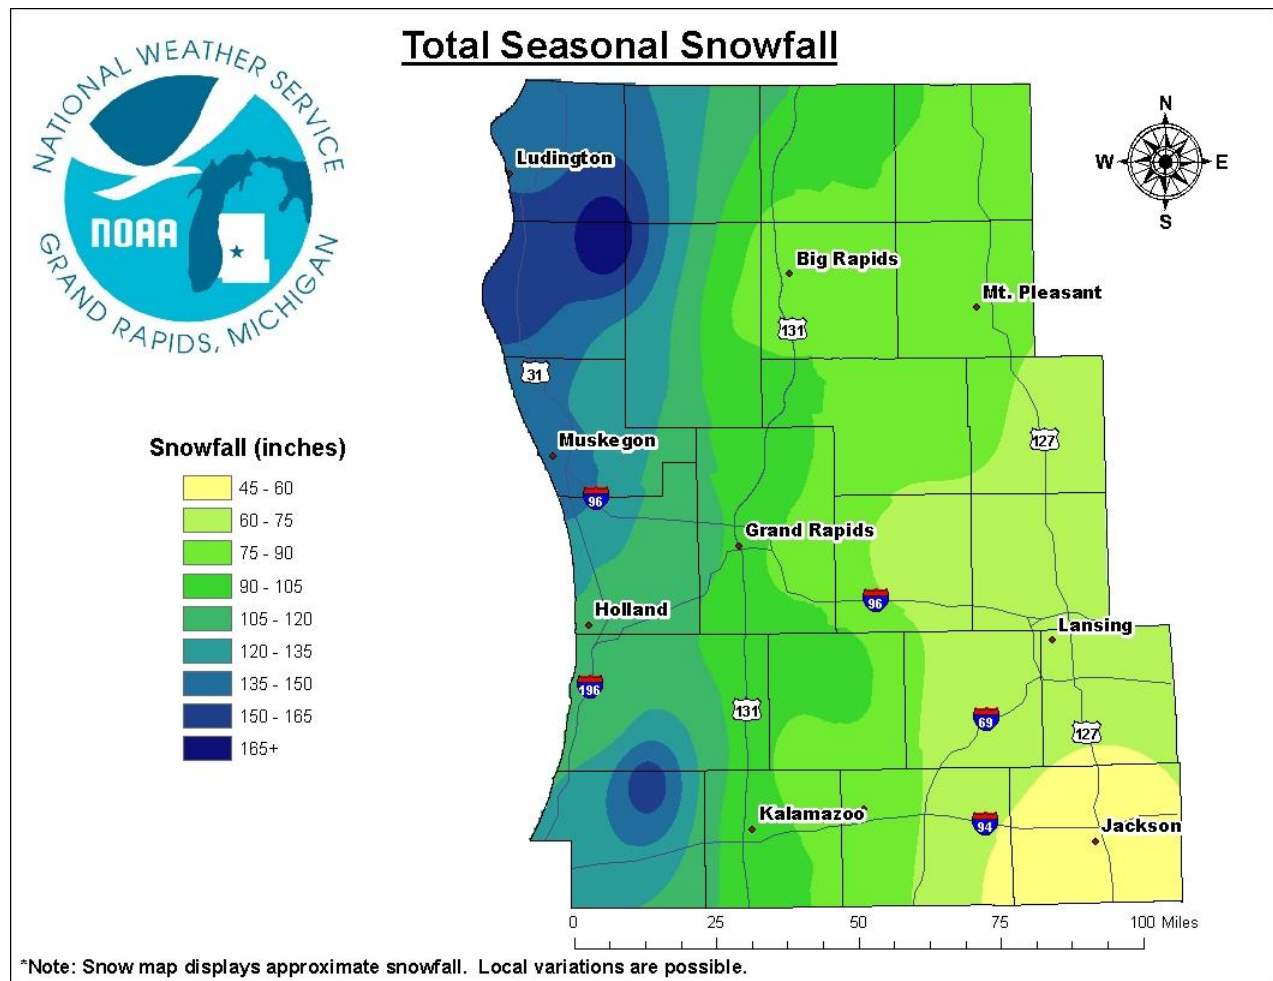 Total Seasonal Snowfall
NATIONAL WEATHER SERVICE
NOAA
GRAND RAPIDS, MICHIGAN
N
W E
S
Ludington
Big Rapids
Mt. Pleasant
131
31
127
Muskegon
96
Grand Rapids
96
Holland
Lansing
196
131
69
127
Kalamazoo
94
Jackson
Snowfall (inches)
45 - 60
60 - 75
75 - 90
90 - 105
105 - 120
120 - 135
135 - 150
150 - 165
165+
0 25 50 75 100 Miles
*Note: Snow map displays approximate snowfall. Local variations are possible.